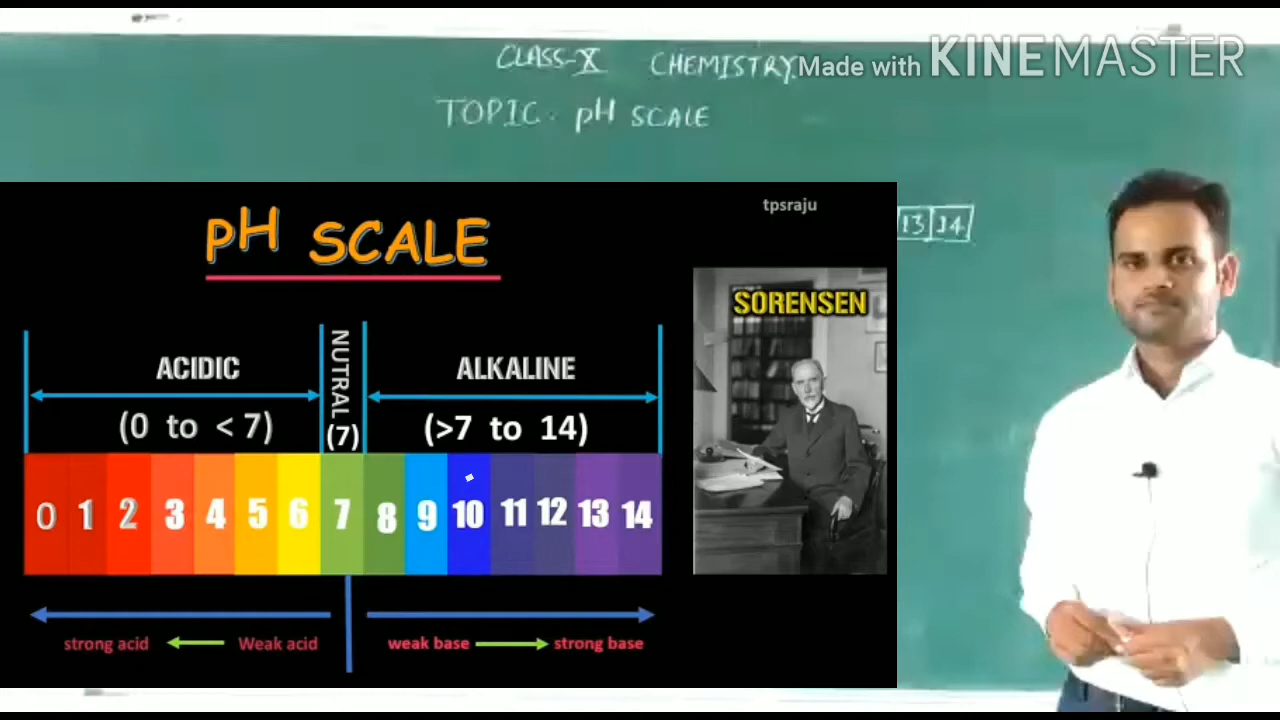 CLASS-X CHEMISTRY
Made with KINEMASTER
TOPIC. pH SCALE
tpsraju
PH SCALE
13 14
SORENSEN
NUTRAL (7)
ACIDIC
ALKALINE
(0 to < 7)
(>7 to 14)
0 1 2 3 4 5 6 7 8 9 10 11 12 13 14
strong acid Weak acid weak base strong base